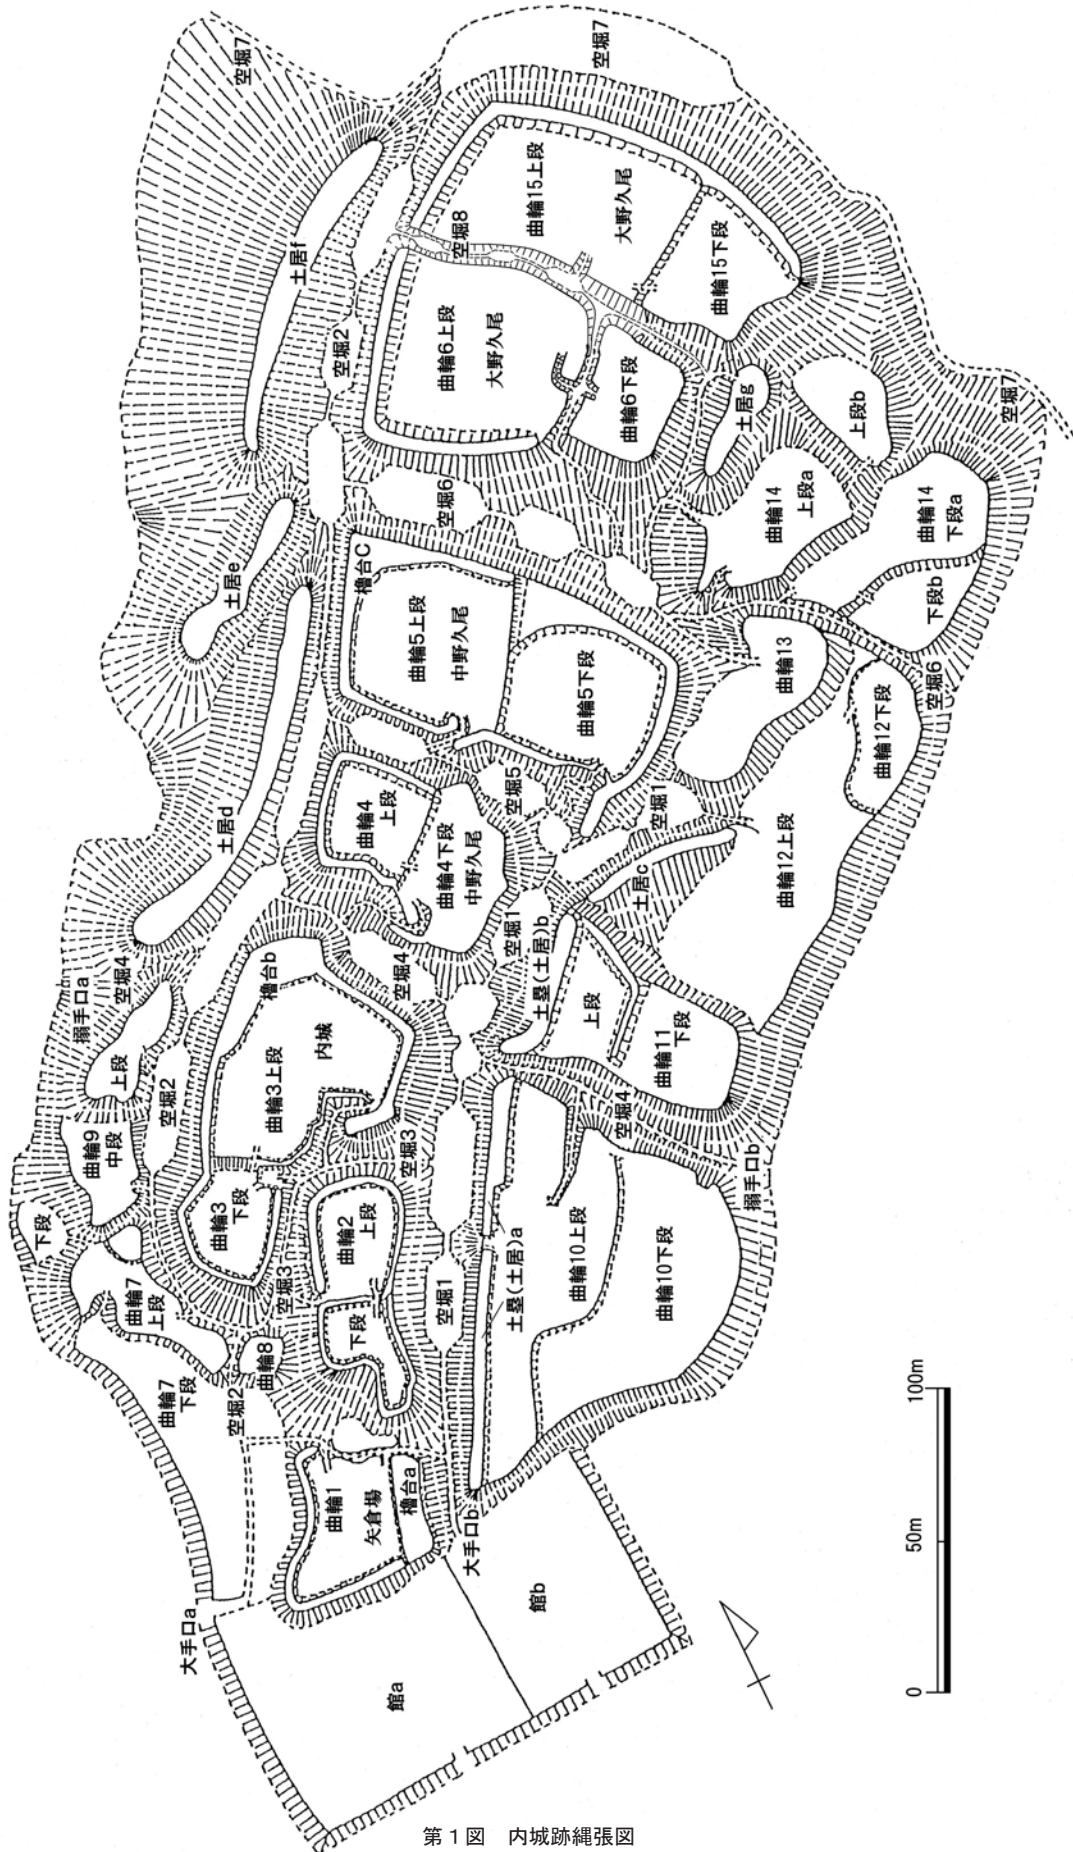 空堀7
空堀7
土居f
空堀2
空堀8
曲輪15上段
大野久尾
曲輪15下段
曲輪6上段
大野久尾
曲輪6下段
土居g
上段b
空堀7
曲輪14
上段a
曲輪14
下段a
下段b
空堀6
土居e
櫓台C
曲輪5上段
中野久尾
曲輪5下段
曲輪13
空堀6
曲輪12下段
土居d
曲輪4
上段
曲輪4下段
中野久尾
空堀5
空堀1
土居c
曲輪12上段
搦手口a
空堀4
櫓台b
空堀4
空堀1
土塁(土居)b
上段
曲輪11
下段
上段
空堀2
曲輪3上段
内城
空堀3
空堀4
搦手口b
曲輪9
中段
下段
曲輪3
下段
曲輪2
上段
空堀3
下段
空堀1
土塁(土居)a
曲輪10上段
曲輪10下段
曲輪7
上段
曲輪7
下段
曲輪8
空堀2
曲輪1
矢倉場
櫓台a
大手口b
大手口a
館a
館b
0
50m
100m
第1図 内城跡縄張図